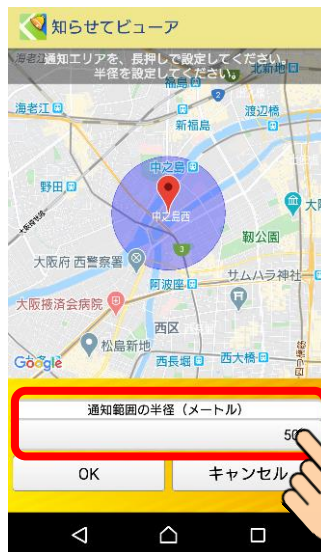 知らせてビューア
通知エリアを、長押しで設定してください。
半径を設定してください。
海老江
福島
北新地
2
海老江
渡辺橋
新福島
中之島
野田
中之島西
3
靭公園
大阪府 西警察署
阿波座
サムハラ神社
大阪掖済会病院
西区
松島新地
Google
西長堀
西大橋
通知範囲の半径（メートル）
50
OK
キャンセル